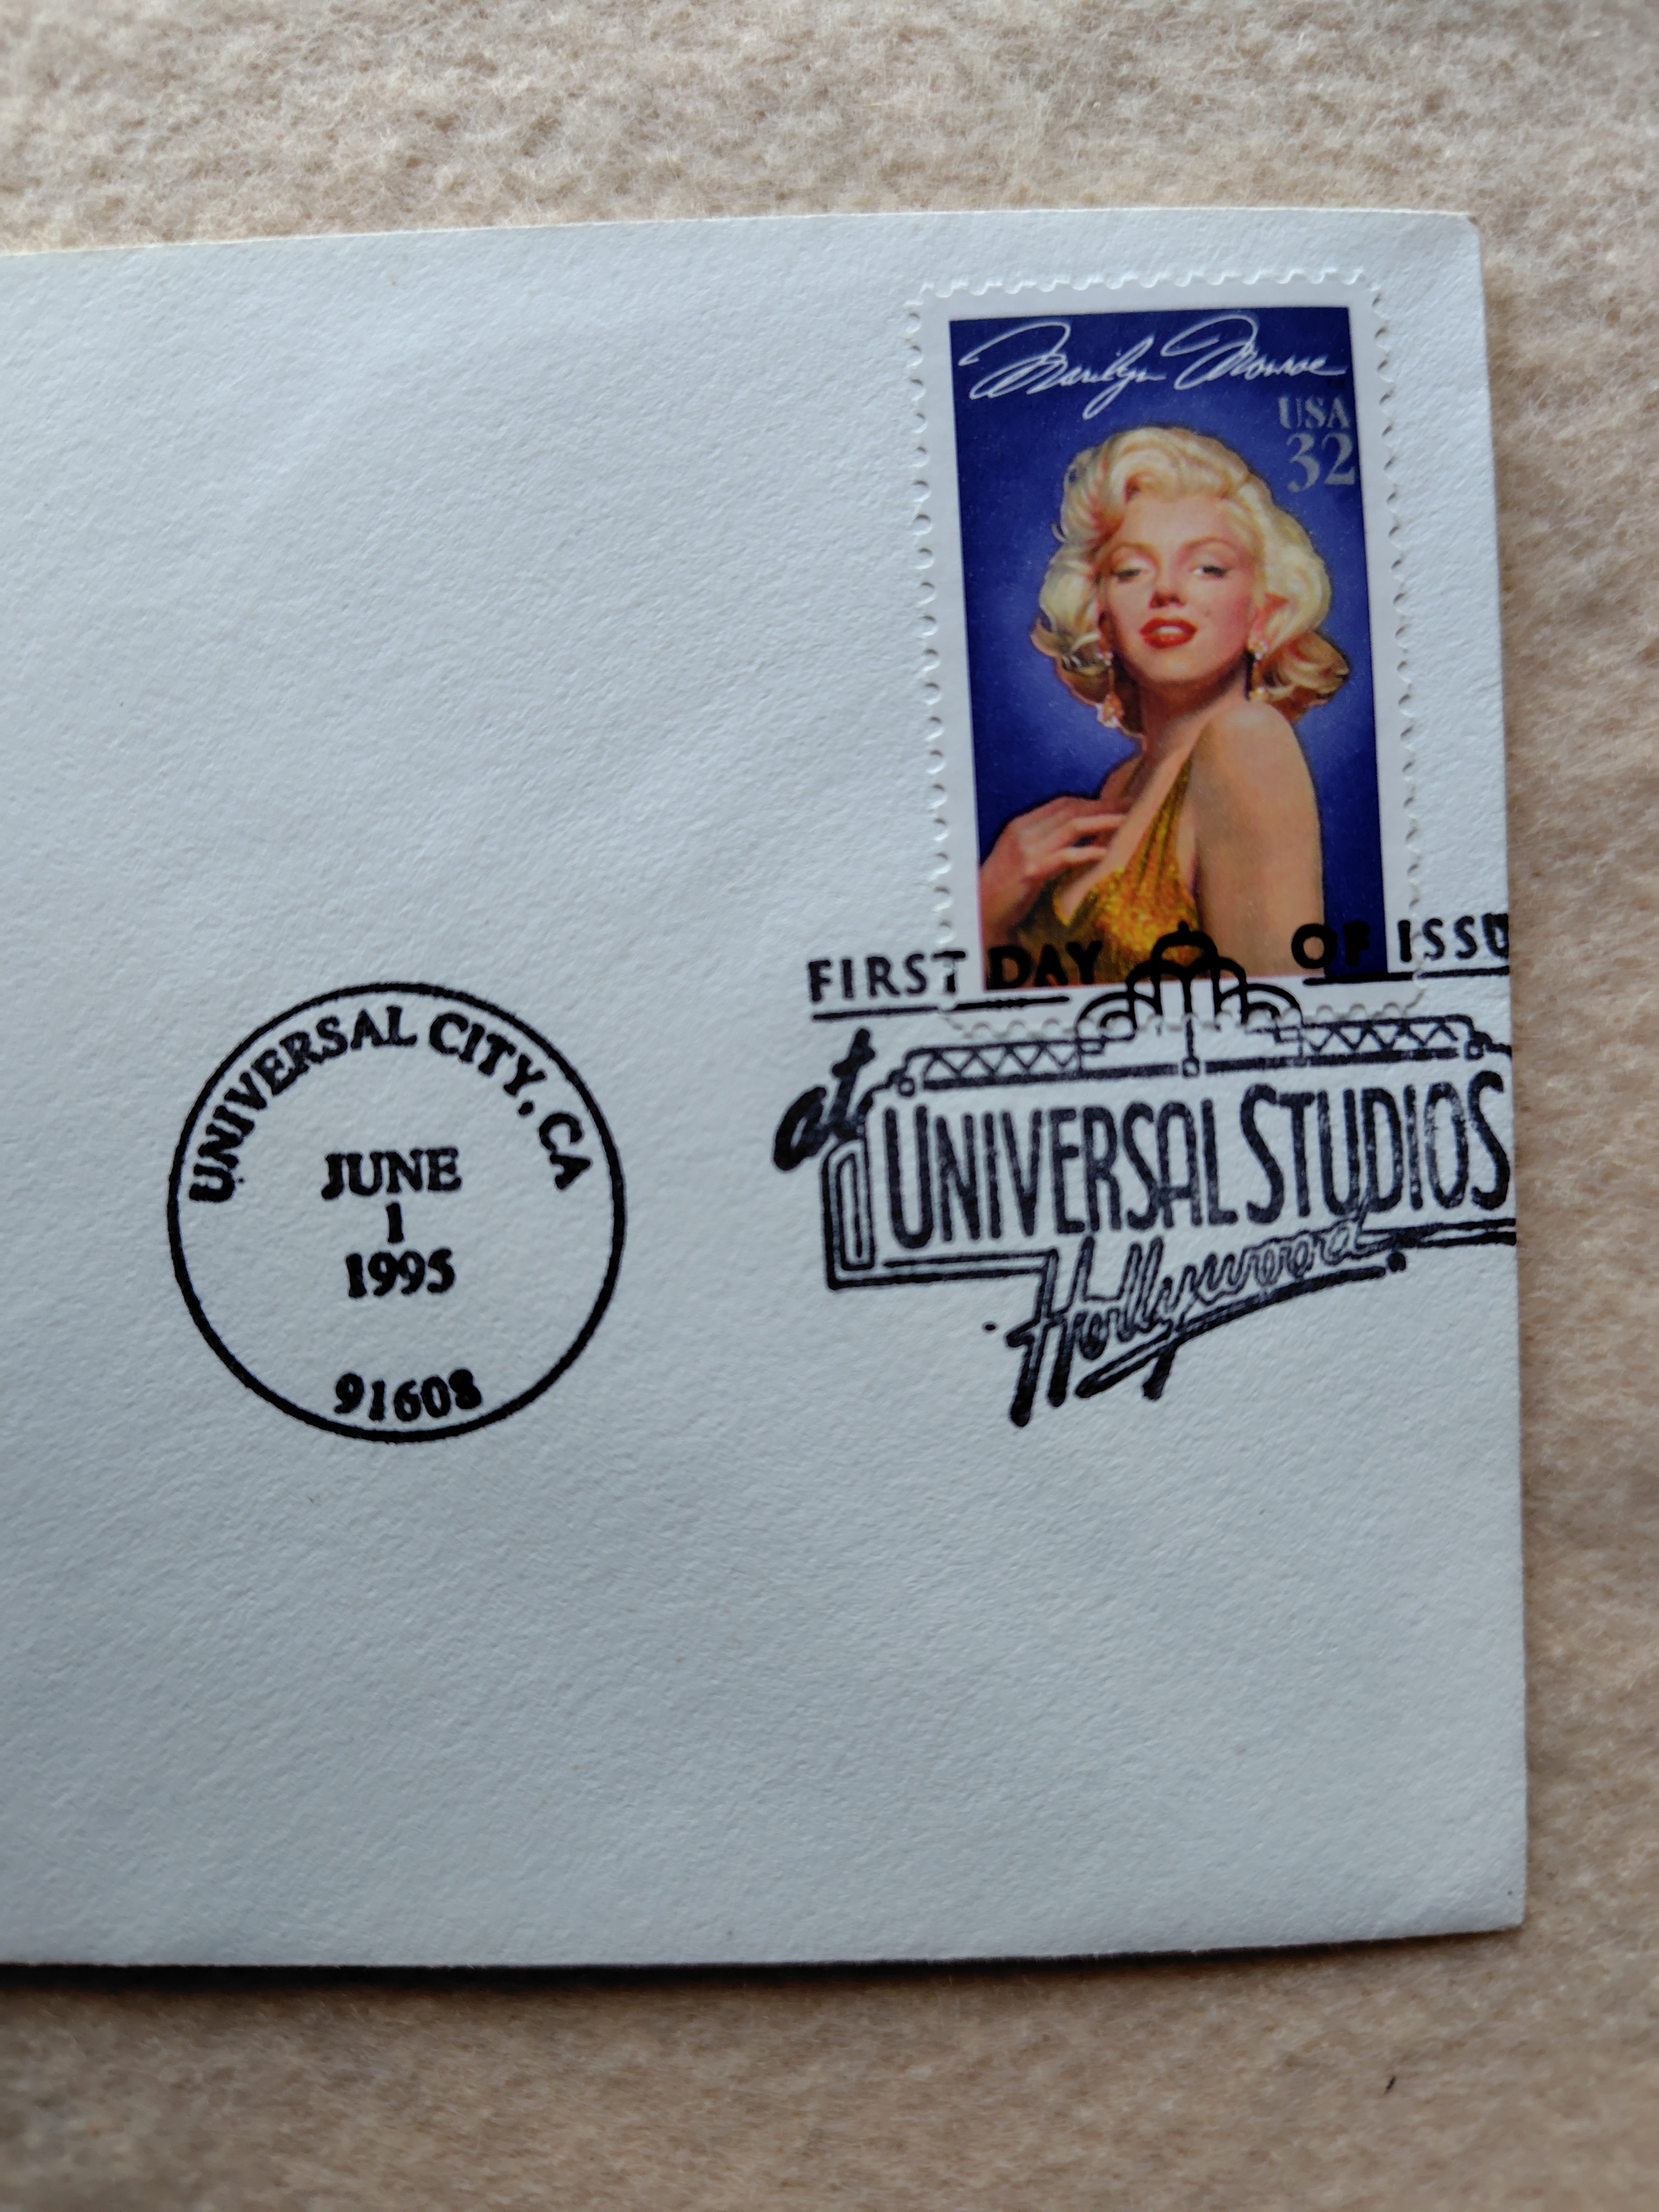 Marilyn Monroe
USA
32
FIRST DAY OF ISSU
at
UNIVERSAL STUDIOS
Hollywood
UNIVERSAL CITY, CA
JUNE
1
1995
91608